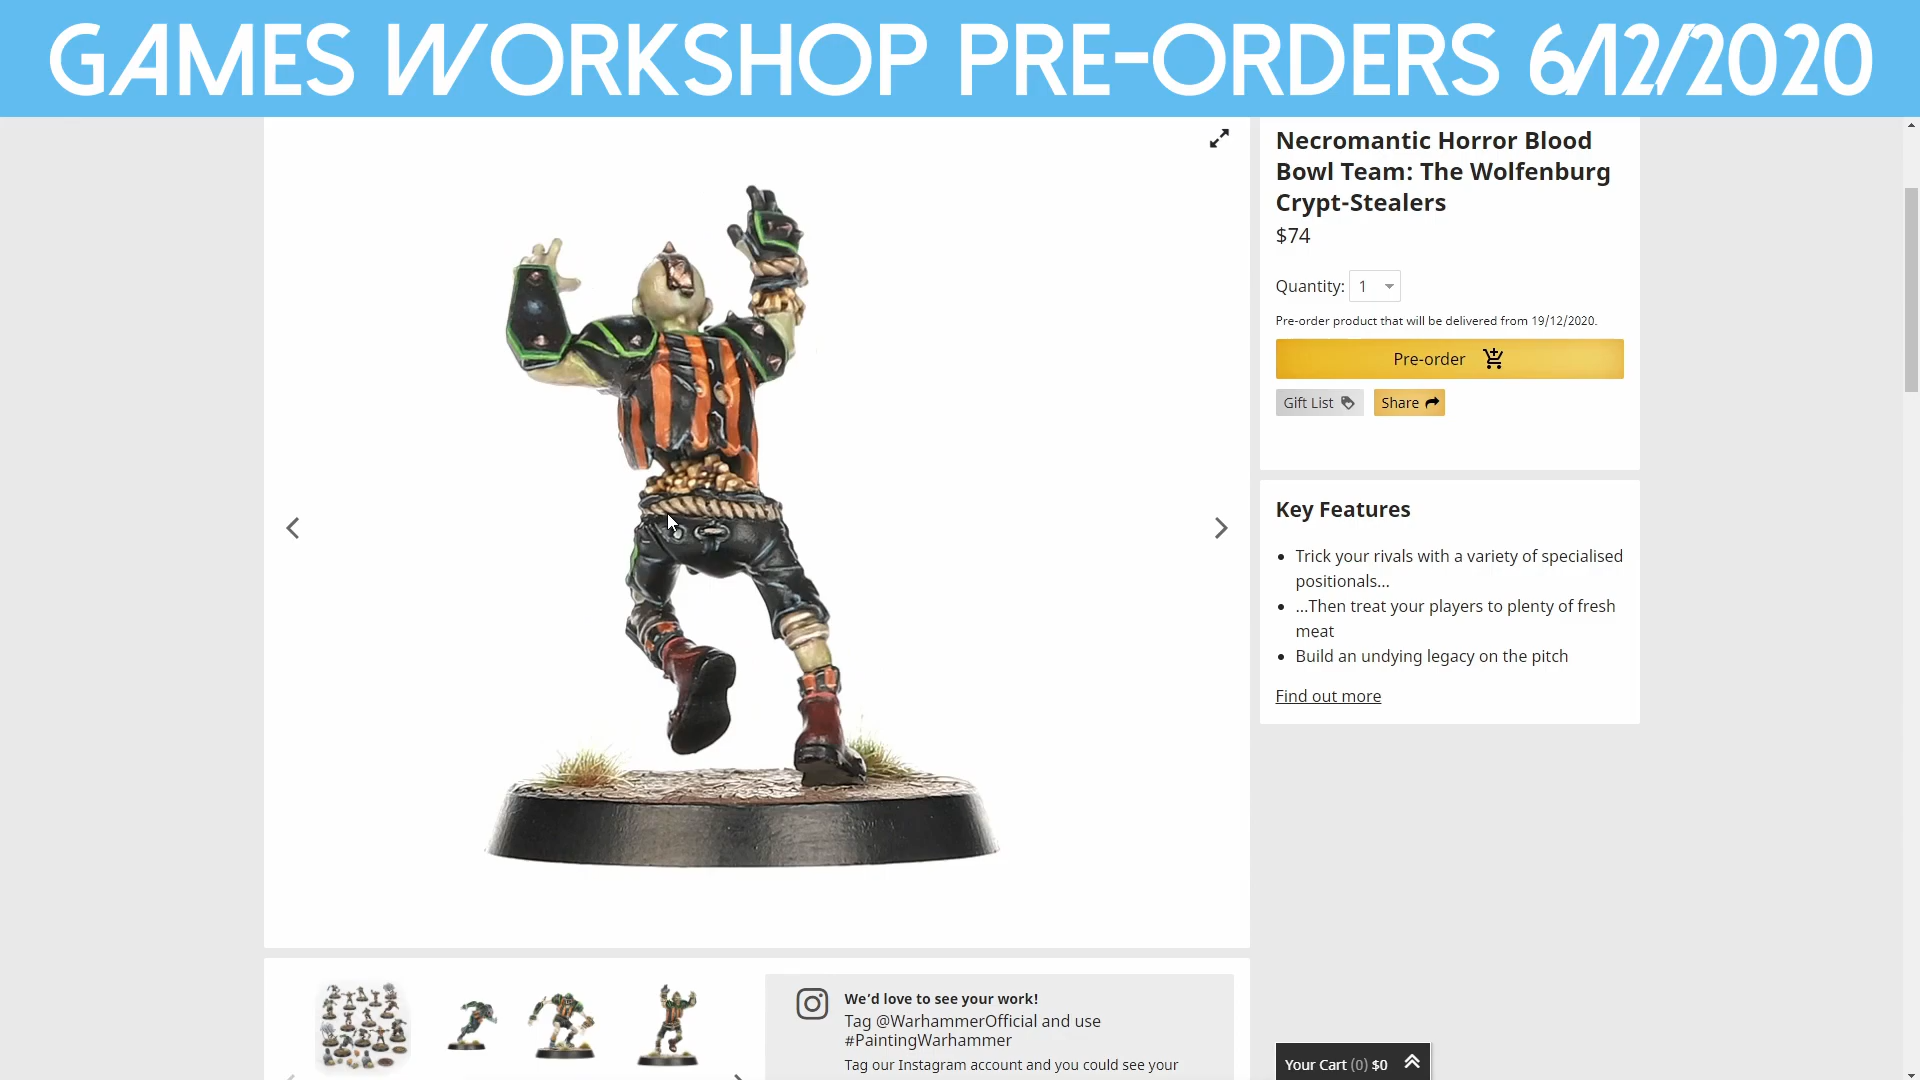 GAMES WORKSHOP PRE-ORDERS 6/12/2020
Necromantic Horror Blood
Bowl Team: The Wolfenburg
Crypt-Stealers
$74
Quantity: 1
Pre-order product that will be delivered from 19/12/2020.
Pre-order
Gift List
Share
Key Features
• Trick your rivals with a variety of specialised
positionals...
• ...Then treat your players to plenty of fresh
meat
• Build an undying legacy on the pitch
Find out more
We'd love to see your work!
Tag @WarhammerOfficial and use
#PaintingWarhammer
Tag our Instagram account and you could see your
Your Cart (0) $0